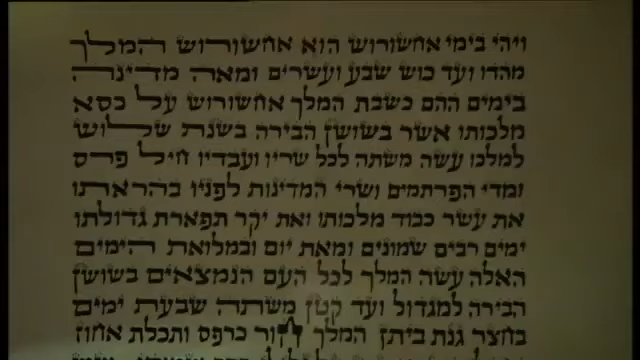 ויהי בימי אחשורוש הוא אחשורוש המלך
מהדו ועד כוש שבע ועשרים ומאה מדינה
בימים ההם כשבת המלך אחשורוש על כסא
מלכותו אשר בשושן הבירה בשנת שלוש
למלכו עשה משתה לכל שריו ועבדיו חיל פרס
ומדי הפרתמים ושרי המדינות לפניו בהראתו
את עשר כבוד מלכותו ואת יקר תפארת גדולתו
ימים רבים שמונים ומאת יום ובמלואת הימים
האלה עשה המלך לכל העם הנמצאים בשושן
הבירה למגדול ועד קטן משתה שבעת ימים
בחצר גנת ביתן המלך חור כרפס ותכלת אחוז